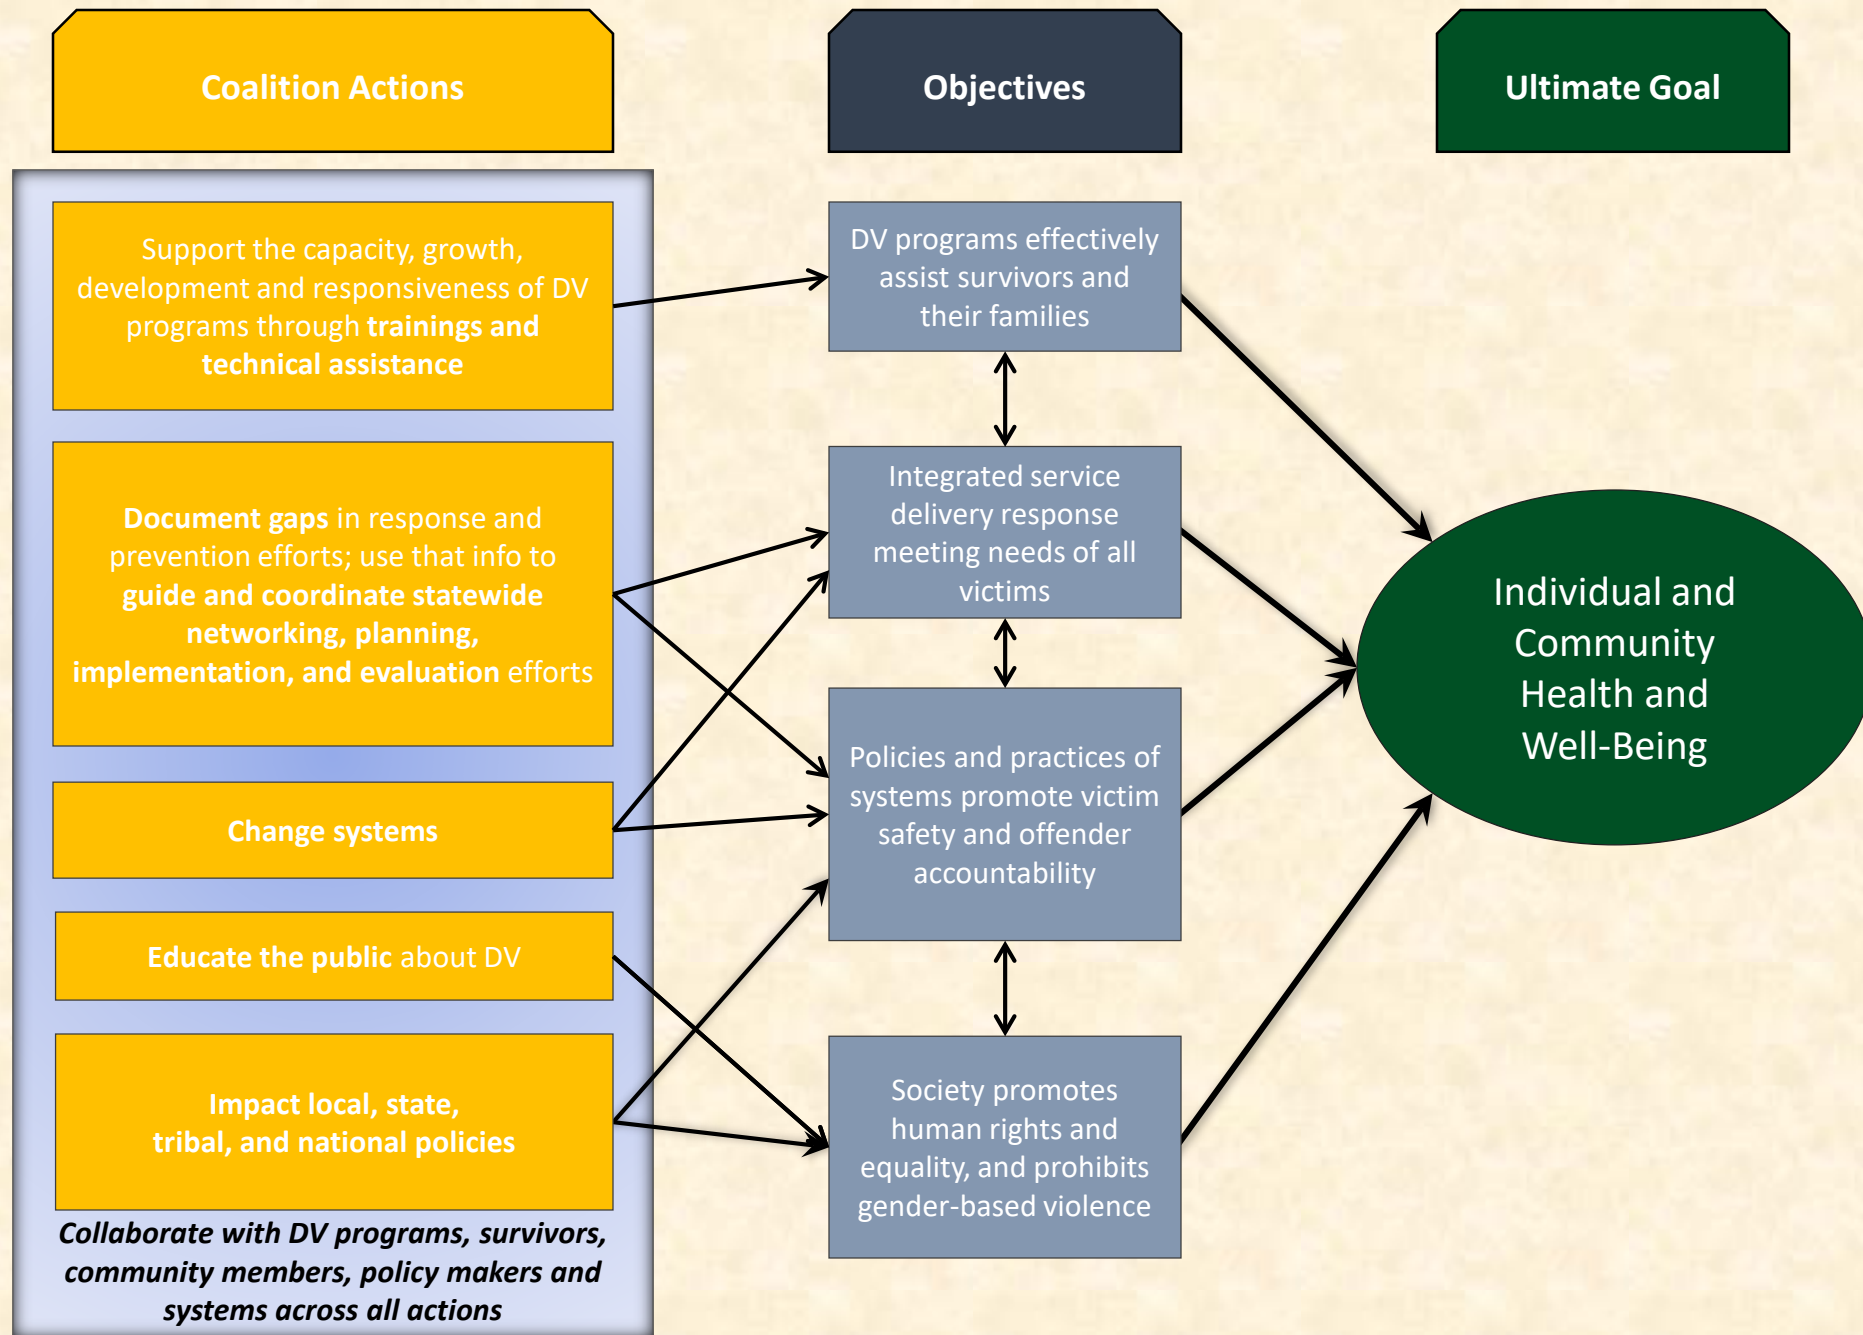 Coalition Actions
Objectives
Ultimate Goal
Support the capacity, growth,
development and responsiveness of DV
programs through trainings and
technical assistance
Document gaps in response and
prevention efforts; use that info to
guide and coordinate statewide
networking, planning,
implementation, and evaluation efforts
Change systems
Educate the public about DV
Impact local, state,
tribal, and national policies
Collaborate with DV programs, survivors,
community members, policy makers and
systems across all actions
DV programs effectively
assist survivors and
their families
Integrated service
delivery response
meeting needs of all
victims
Policies and practices of
systems promote victim
safety and offender
accountability
Society promotes
human rights and
equality, and prohibits
gender-based violence
Individual and
Community
Health and
Well-Being